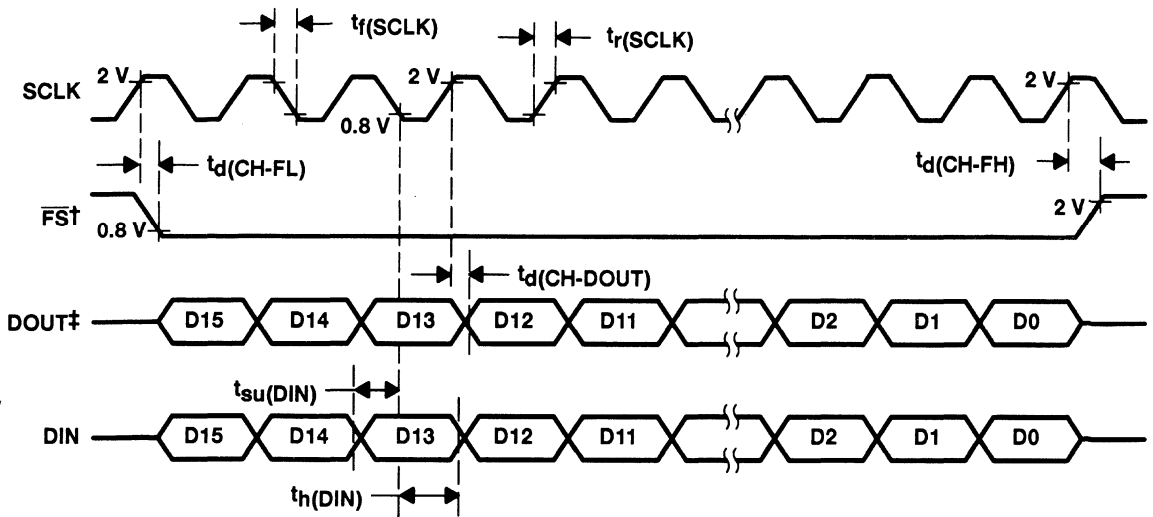 tf(SCLK)
tr(SCLK)
SCLK
2 V
0.8 V
2 V
2 V
td(CH-FL)
td(CH-FH)
FS†
0.8 V
2 V
td(CH-DOUT)
DOUT‡
D15 D14 D13 D12 D11 D2 D1 D0
tsu(DIN)
DIN
D15 D14 D13 D12 D11 D2 D1 D0
th(DIN)